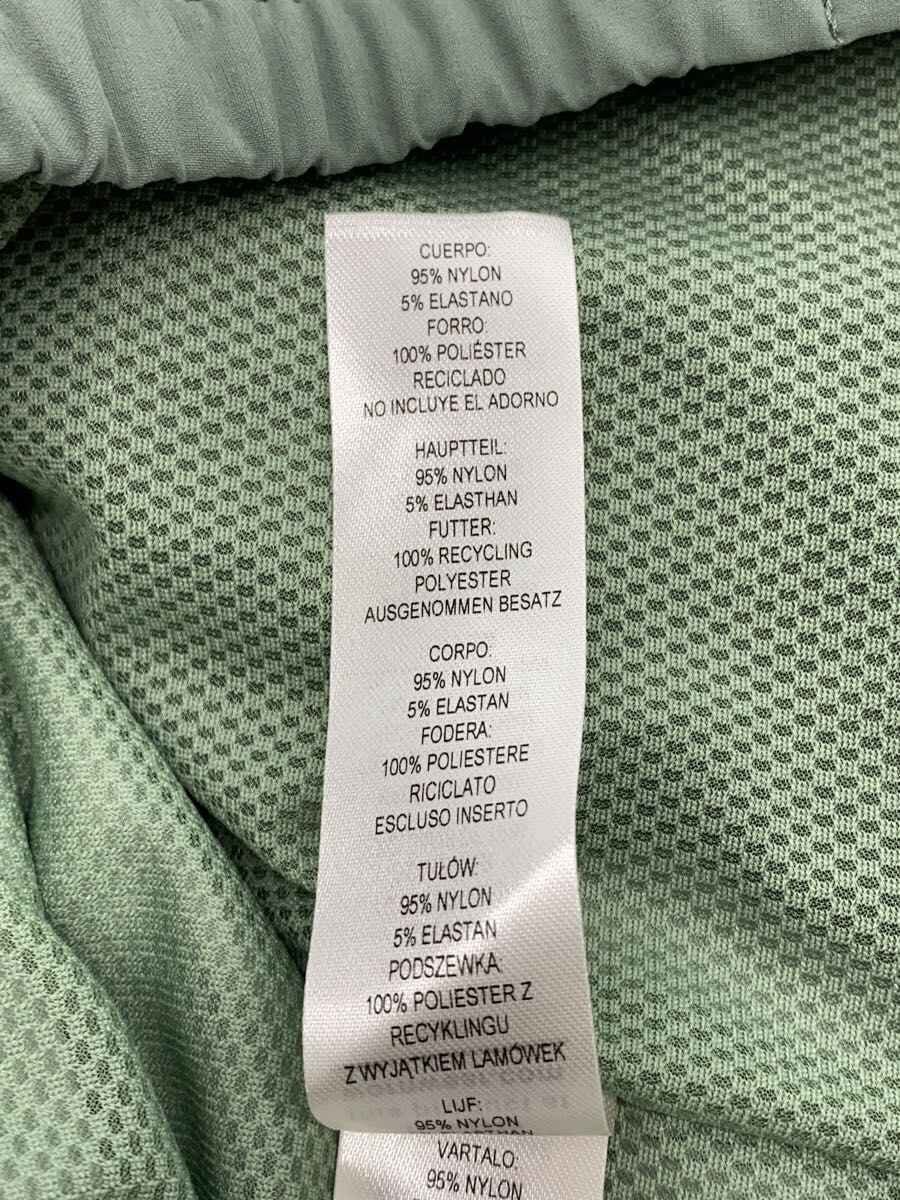 CUERPO:
95% NYLON
5% ELASTANO
FORRO:
100% POLIÉSTER
RECICLADO
NO INCLUYE EL ADORNO
HAUPTTEIL:
95% NYLON
5% ELASTHAN
FUTTER:
100% RECYCLING
POLYESTER
AUSGENOMMEN BESATZ
CORPO:
95% NYLON
5% ELASTAN
FODERA:
100% POLIESTERE
RICICLATO
ESCLUSO INSERTO
TUŁÓW:
95% NYLON
5% ELASTAN
PODSZEWKA:
100% POLIESTER Z
RECYKLINGU
Z WYJĄTKIEM LAMÓWEK
LIJF:
95% NYLON
VARTALO:
95% NYLON